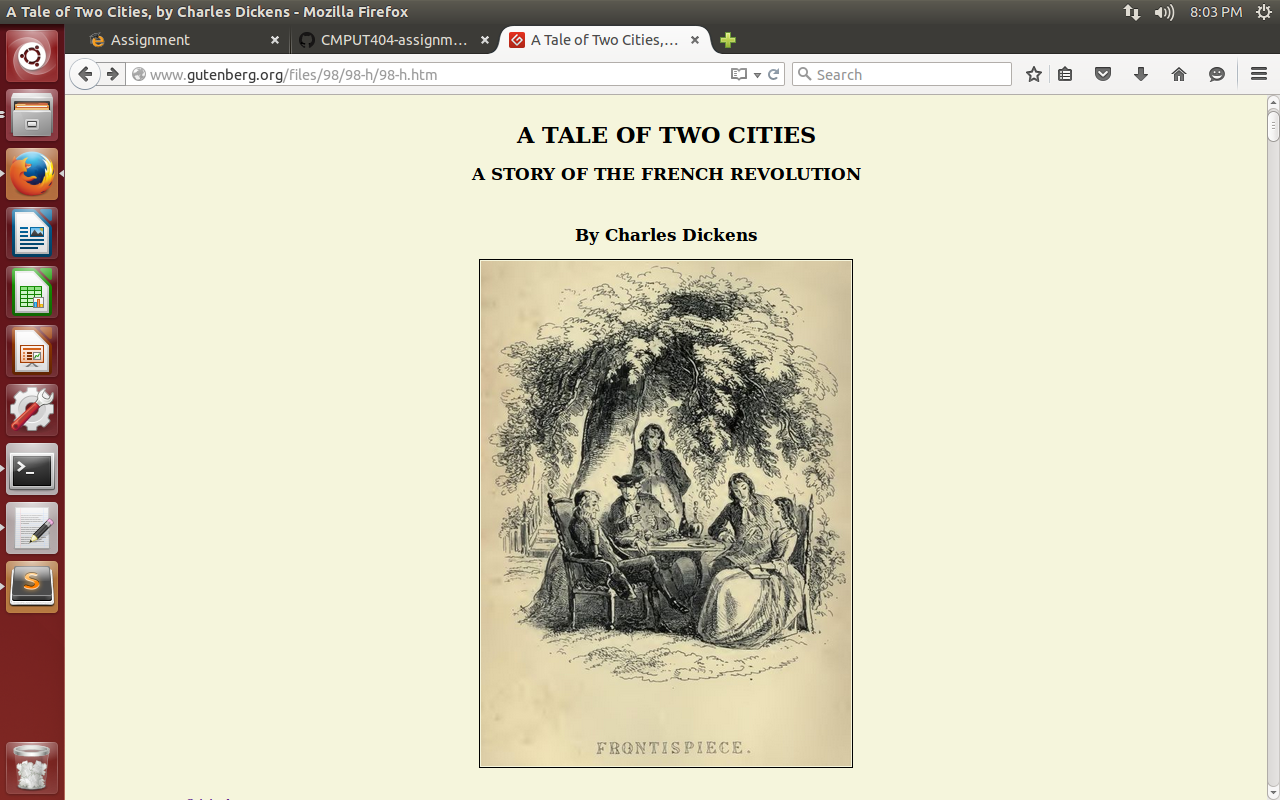 A Tale of Two Cities, by Charles Dickens - Mozilla Firefox
8:03 PM
Assignment
CMPUT404-assignm...
A Tale of Two Cities,...
www.gutenberg.org/files/98/98-h/98-h.htm
Search
A TALE OF TWO CITIES
A STORY OF THE FRENCH REVOLUTION
By Charles Dickens
FRONTISPIECE.